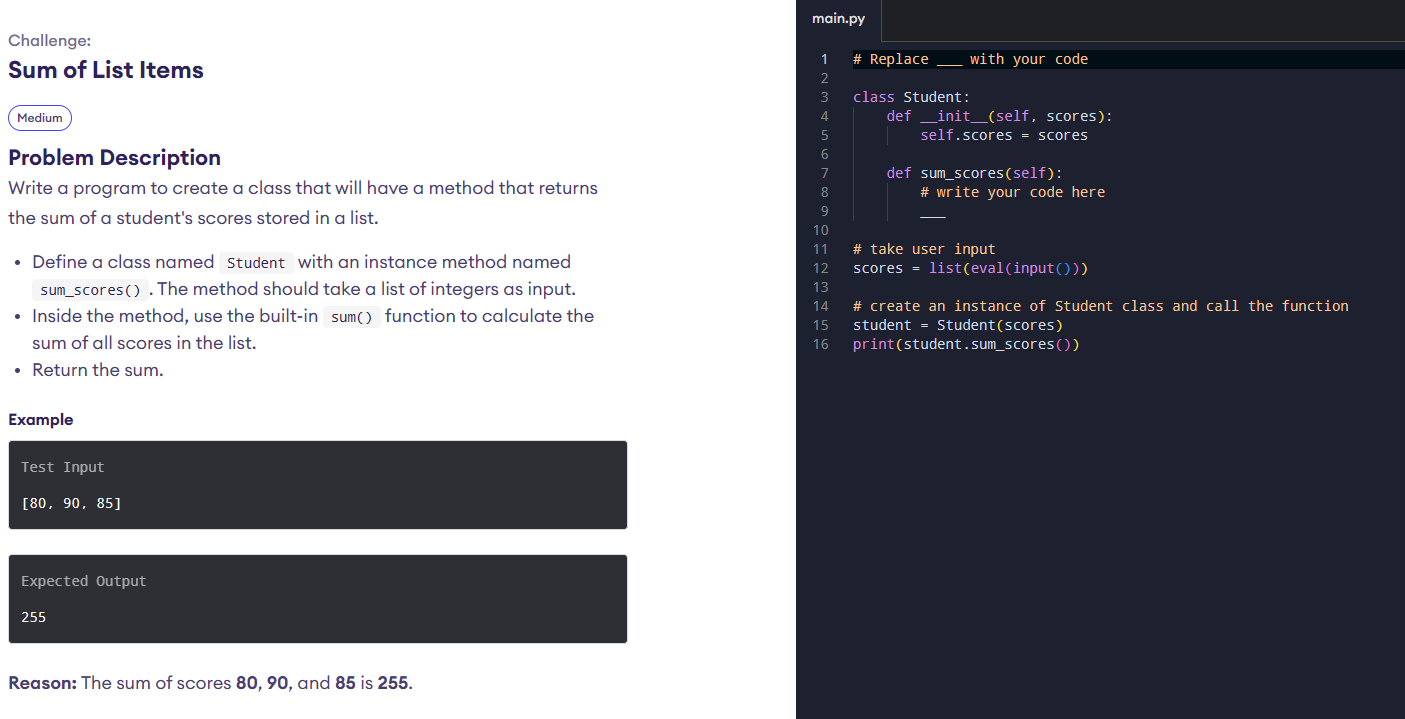 Challenge:
Sum of List Items
Medium
Problem Description
Write a program to create a class that will have a method that returns
the sum of a student's scores stored in a list.
• Define a class named Student with an instance method named
sum_scores(). The method should take a list of integers as input.
• Inside the method, use the built-in sum() function to calculate the
sum of all scores in the list.
• Return the sum.
Example
Test Input
[80, 90, 85]
Expected Output
255
Reason: The sum of scores 80, 90, and 85 is 255.
main.py
1 # Replace ___ with your code
2
3 class Student:
4     def __init__(self, scores):
5         self.scores = scores
6
7     def sum_scores(self):
8         # write your code here
9         ___
10
11 # take user input
12 scores = list(eval(input()))
13
14 # create an instance of Student class and call the function
15 student = Student(scores)
16 print(student.sum_scores())